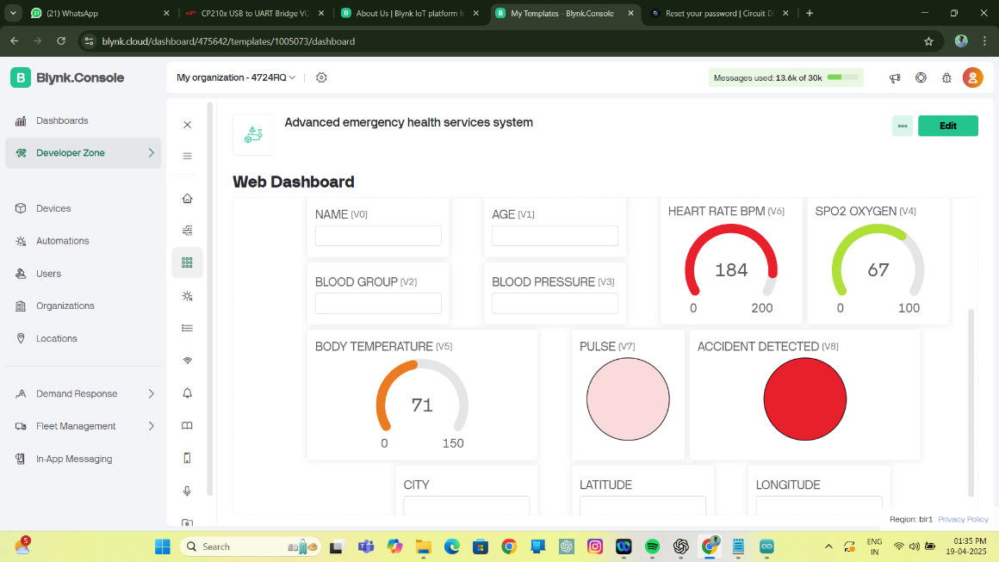 (21) WhatsApp
CP210x USB to UART Bridge VC
About Us | Blynk IoT platform f
My Templates - Blynk.Console
Reset your password | Circuit D
blynk.cloud/dashboard/475642/templates/1005073/dashboard
B Blynk.Console
My organization - 4724RQ
Messages used: 13.6k of 30k
Dashboards
Developer Zone
Devices
Automations
Users
Organizations
Locations
Demand Response
Fleet Management
In-App Messaging
Advanced emergency health services system
Edit
Web Dashboard
NAME (V0)
AGE (V1)
HEART RATE BPM (V6)
184
0 200
SPO2 OXYGEN (V4)
67
0 100
BLOOD GROUP (V2)
BLOOD PRESSURE (V3)
BODY TEMPERATURE (V5)
71
0 150
PULSE (V7)
ACCIDENT DETECTED (V8)
CITY
LATITUDE
LONGITUDE
Region: blr1 Privacy Policy
5
Search
ENG
IN
01:35 PM
19-04-2025